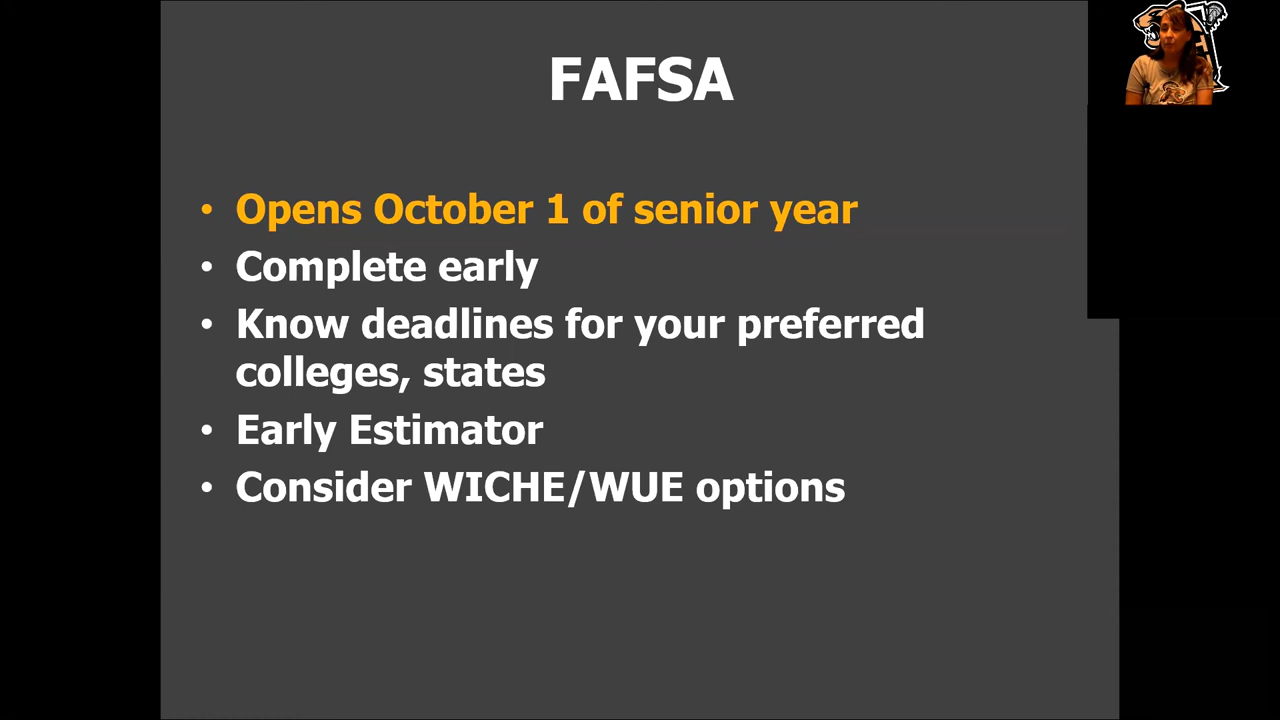 FAFSA
• Opens October 1 of senior year
• Complete early
• Know deadlines for your preferred
colleges, states
• Early Estimator
• Consider WICHE/WUE options